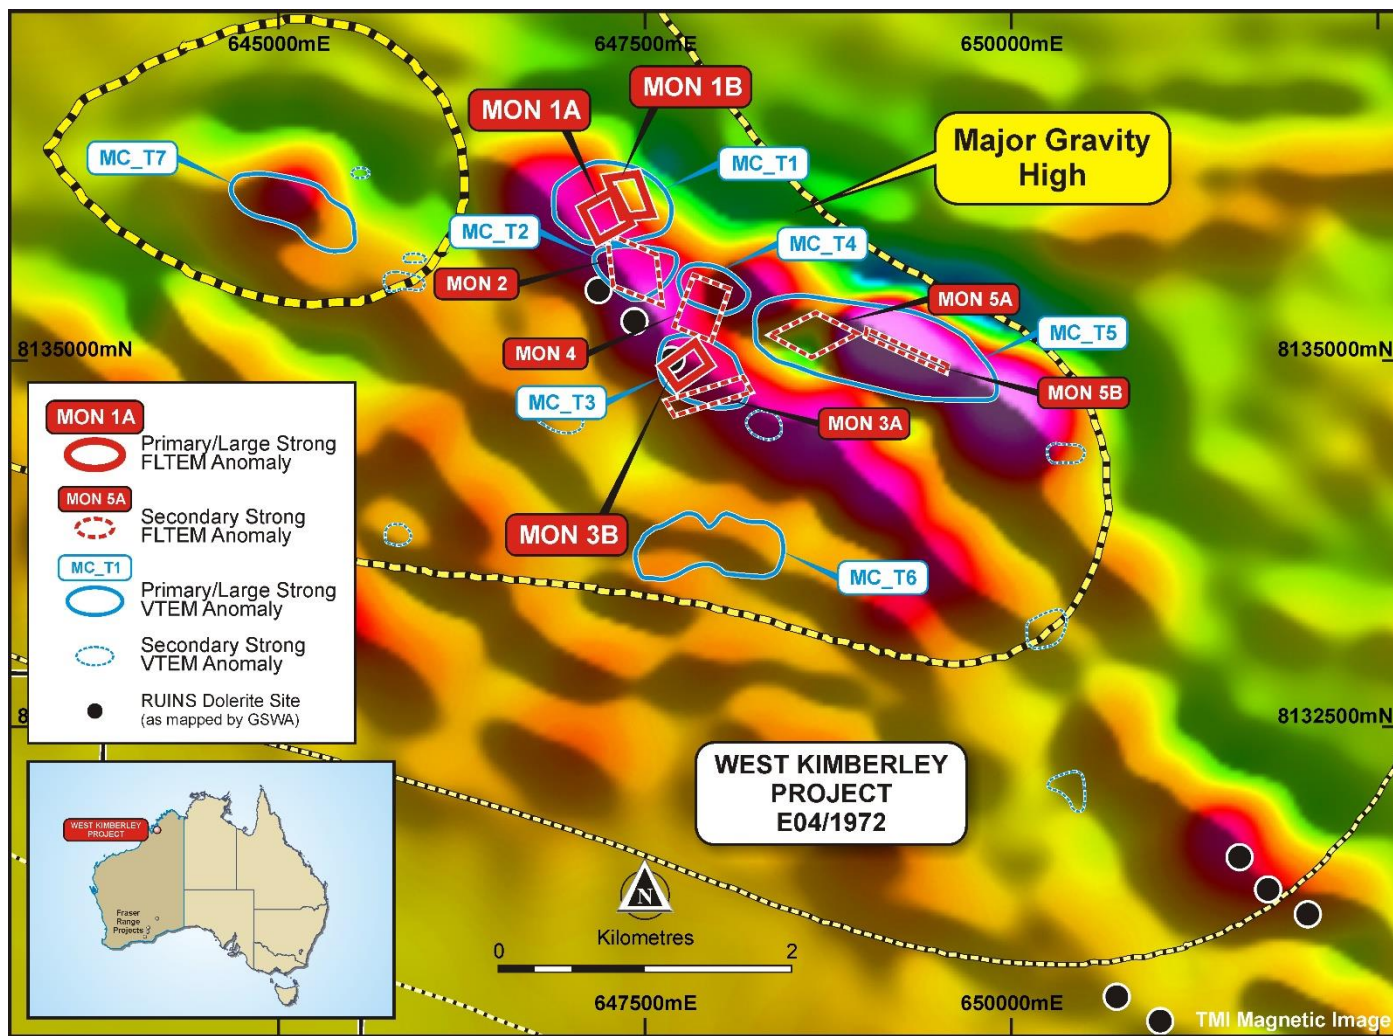 645000mE
647500mE
650000mE
MON 1B
MON 1A
Major Gravity
High
MC_T7
MC_T1
MC_T2
MC_T4
MON 2
MON 5A
MC_T5
MON 4
8135000mN
MON 5B
MC_T3
MON 3A
MON 3B
MC_T6
MON 1A
Primary/Large Strong
FLTEM Anomaly
MON 5A
Secondary Strong
FLTEM Anomaly
MC_T1
Primary/Large Strong
VTEM Anomaly
Secondary Strong
VTEM Anomaly
RUINS Dolerite Site
(as mapped by GSWA)
8135000mN
8
8132500mN
WEST KIMBERLEY
PROJECT
E04/1972
WEST KIMBERLEY
PROJECT
Fraser
Range
Projects
N
Kilometres
0
2
647500mE
650000mE
TMI Magnetic Image